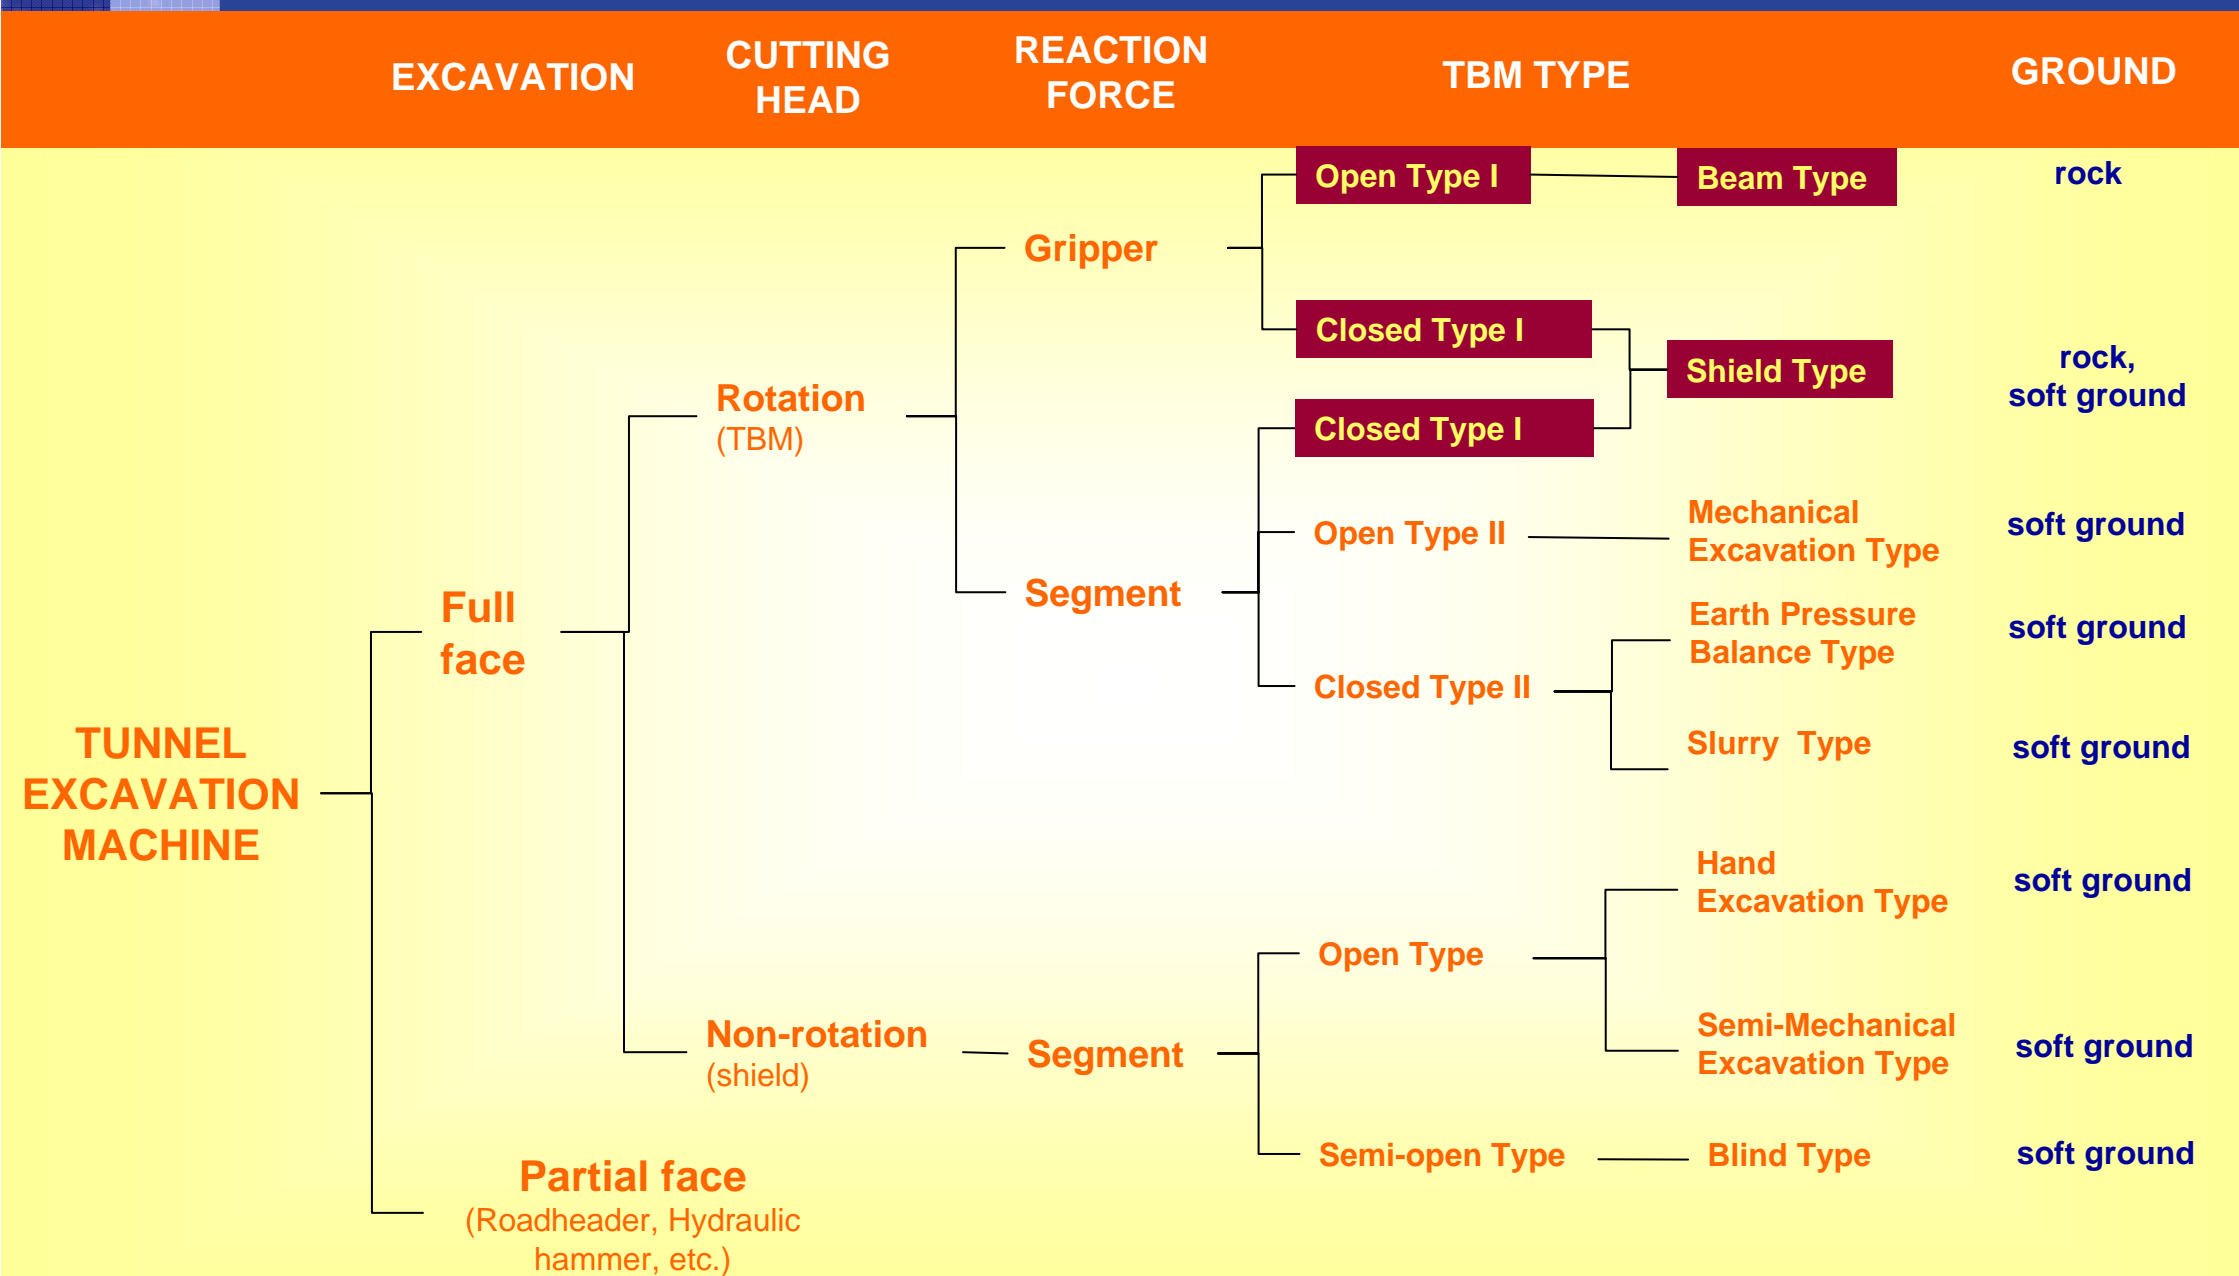 EXCAVATION
CUTTING
HEAD
REACTION
FORCE
TBM TYPE
GROUND
Open Type I
Beam Type
rock
Gripper
Closed Type I
Shield Type
rock,
soft ground
Rotation
(TBM)
Closed Type I
Open Type II
Mechanical
Excavation Type
soft ground
Segment
Full
face
Earth Pressure
Balance Type
soft ground
Closed Type II
Slurry Type
soft ground
TUNNEL
EXCAVATION
MACHINE
Hand
Excavation Type
soft ground
Open Type
Non-rotation
(shield)
Segment
Semi-Mechanical
Excavation Type
soft ground
Semi-open Type
Blind Type
soft ground
Partial face
(Roadheader, Hydraulic
hammer, etc.)